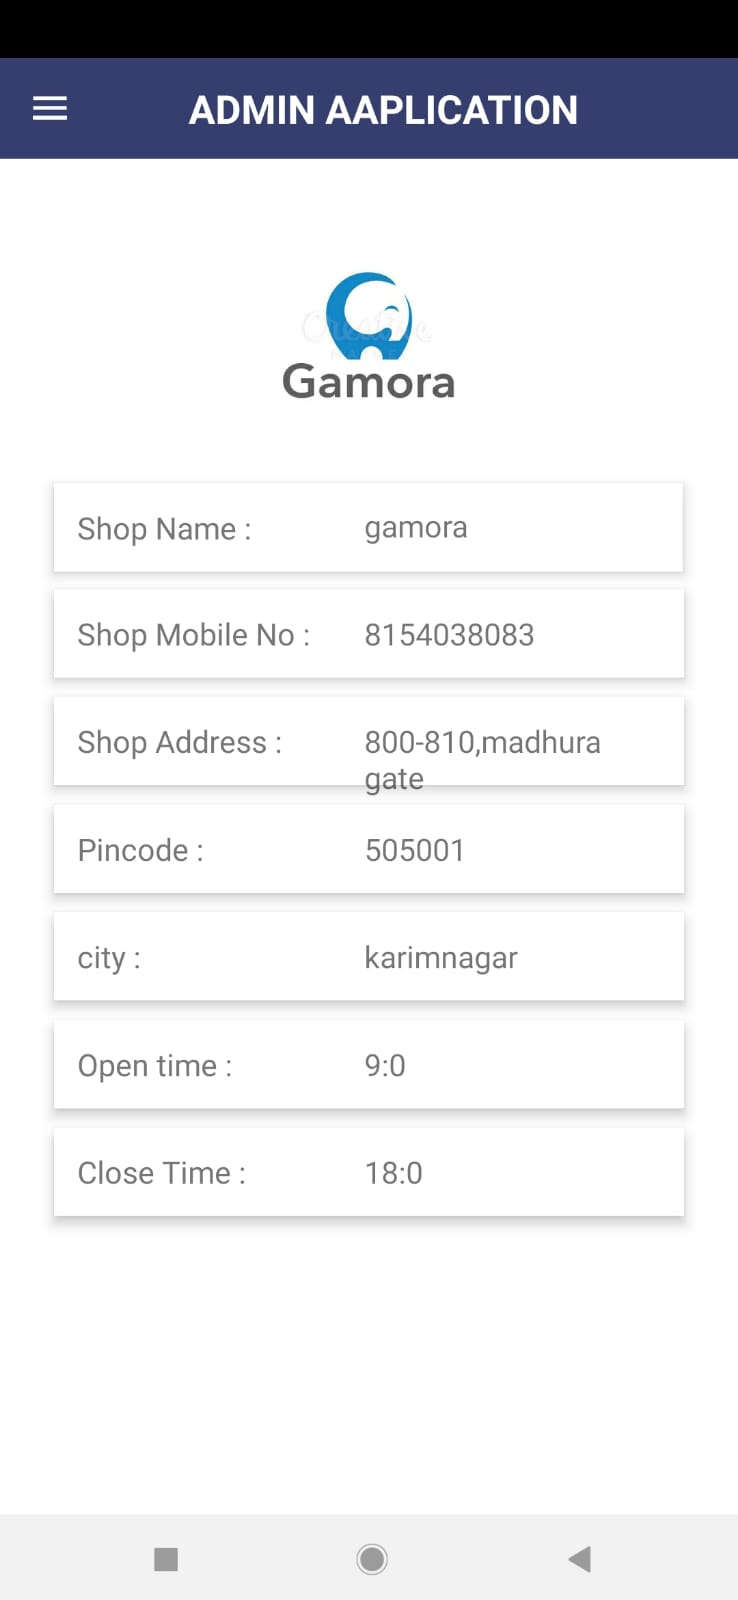 ADMIN AAPLICATION
Creative
Gamora
Shop Name : gamora
Shop Mobile No : 8154038083
Shop Address : 800-810,madhura
gate
Pincode : 505001
city : karimnagar
Open time : 9:0
Close Time : 18:0